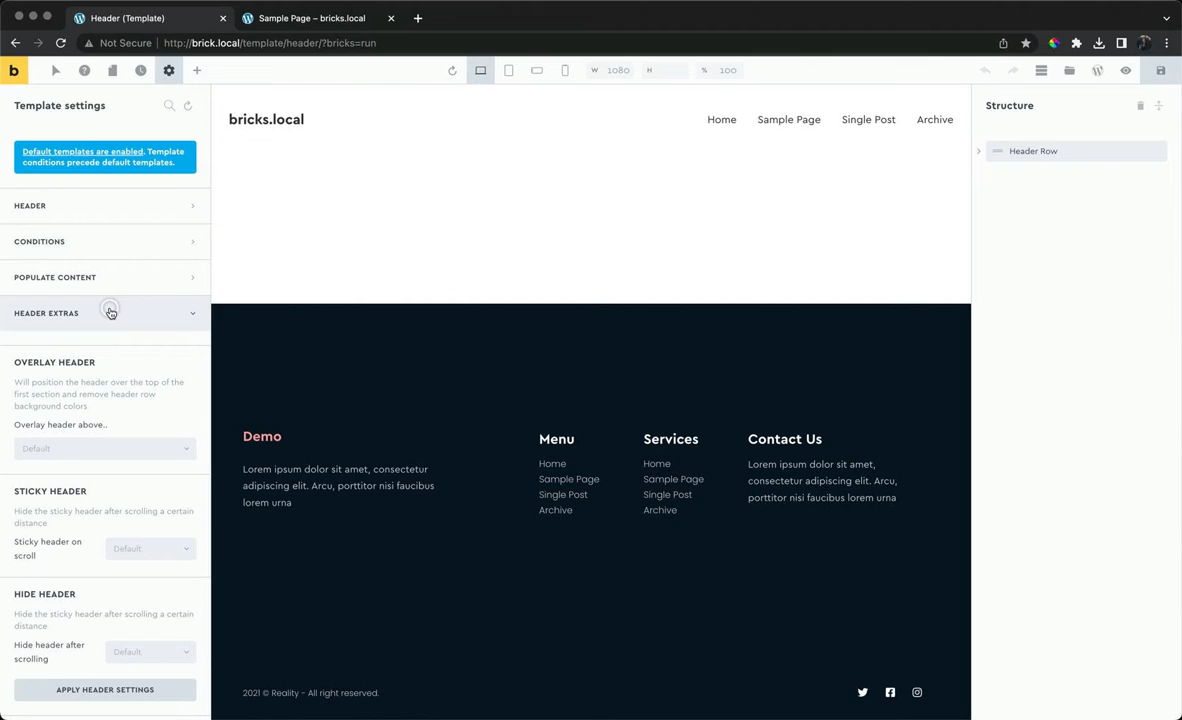 Header (Template)
Sample Page – bricks.local
Not Secure
http://brick.local/template/header/?bricks=run
b
W 1080 H % 100
Template settings
Default templates are enabled. Template
conditions precede default templates.
HEADER
CONDITIONS
POPULATE CONTENT
HEADER EXTRAS
OVERLAY HEADER
Will position the header over the top of the
first section and remove header row
background colors
Overlay header above..
Default
STICKY HEADER
Hide the sticky header after scrolling a certain
distance
Sticky header on
scroll
Default
HIDE HEADER
Hide the sticky header after scrolling a certain
distance
Hide header after
scrolling
Default
APPLY HEADER SETTINGS
bricks.local
Home Sample Page Single Post Archive
Demo
Lorem ipsum dolor sit amet, consectetur
adipiscing elit. Arcu, porttitor nisi faucibus
lorem urna
Menu
Home
Sample Page
Single Post
Archive
Services
Home
Sample Page
Single Post
Archive
Contact Us
Lorem ipsum dolor sit amet,
consectetur adipiscing elit. Arcu,
porttitor nisi faucibus lorem urna
2021 © Reality - All right reserved.
Structure
Header Row